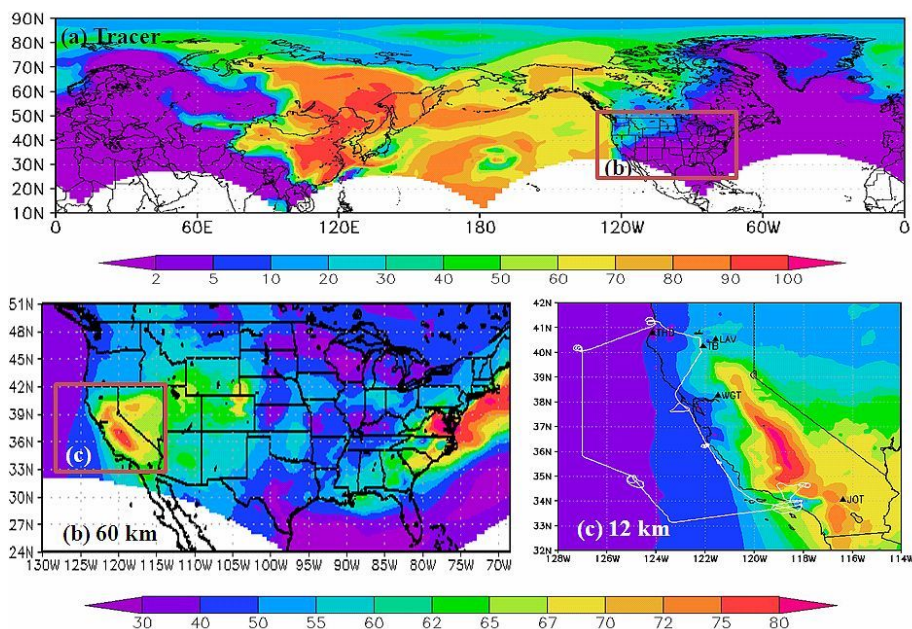 90N
80N
(a) Tracer
70N
60N
50N
40N
30N
20N
(b)
10N
0 60E 120E 180 120W 60W 0
2 5 10 20 30 40 50 60 70 80 90 100
51N
48N
45N
42N
39N
36N
33N
(c)
30N
27N
(b) 60 km
24N
130W 125W 120W 115W 110W 105W 100W 95W 90W 85W 80W 75W 70W
42N
41N
THD
LAV
TB
40N
39N
WGT
38N
37N
36N
35N
34N
JOT
33N
(c) 12 km
32N
128W 126W 124W 122W 120W 118W 116W 114W
30 40 50 55 60 62 65 67 70 72 75 80